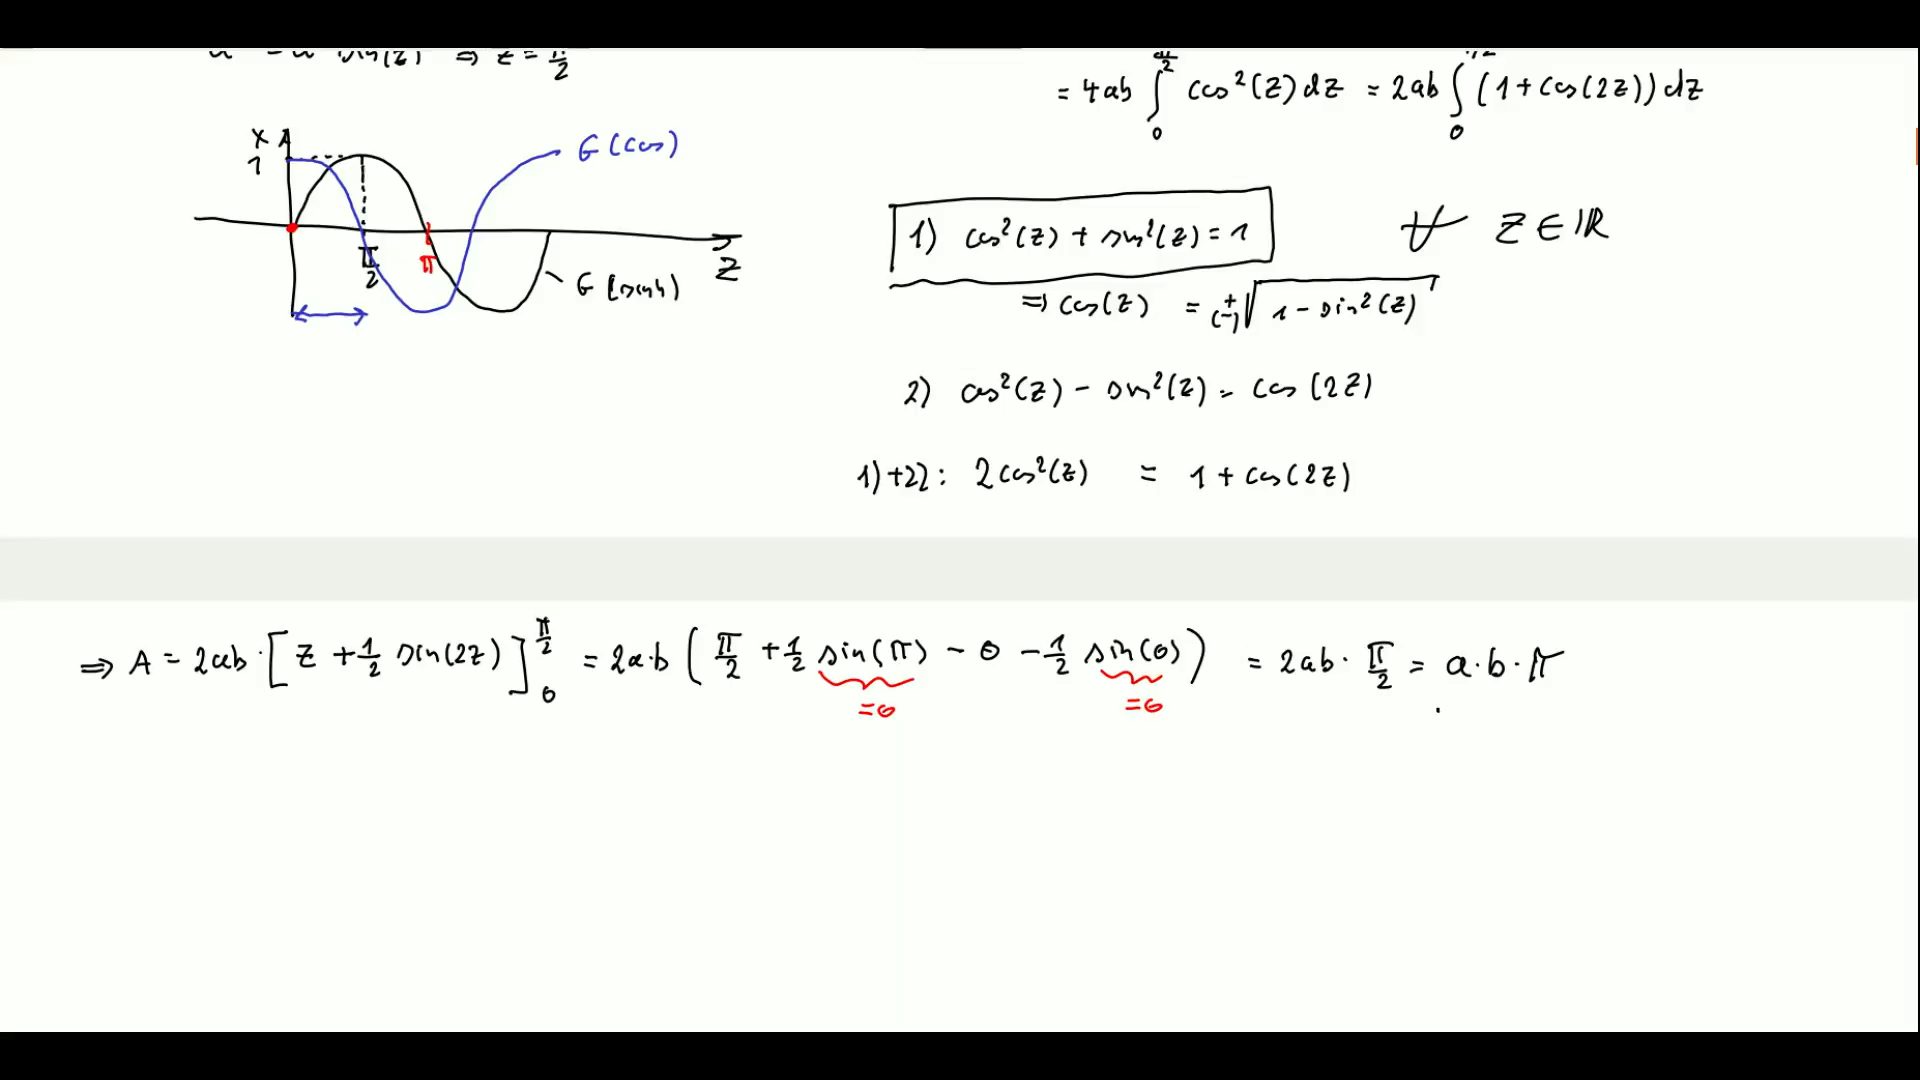 a = a sin(z) ⇒ z = π/2
= 4ab ∫₀^{π/2} cos²(z) dz = 2ab ∫₀^{π/2} (1 + cos(2z)) dz
x
1
G(cos)
π/2
π
z
G(sin)
1) cos²(z) + sin²(z) = 1 ∀ z ∈ ℝ
⇒ cos(z) = +(−)√(1 − sin²(z))
2) cos²(z) − sin²(z) = cos(2z)
1)+2): 2cos²(z) = 1 + cos(2z)
⇒ A = 2ab · [z + 1/2 sin(2z)]₀^{π/2} = 2a·b (π/2 + 1/2 sin(π) − 0 − 1/2 sin(0)) = 2ab · π/2 = a·b·π
=0 =0